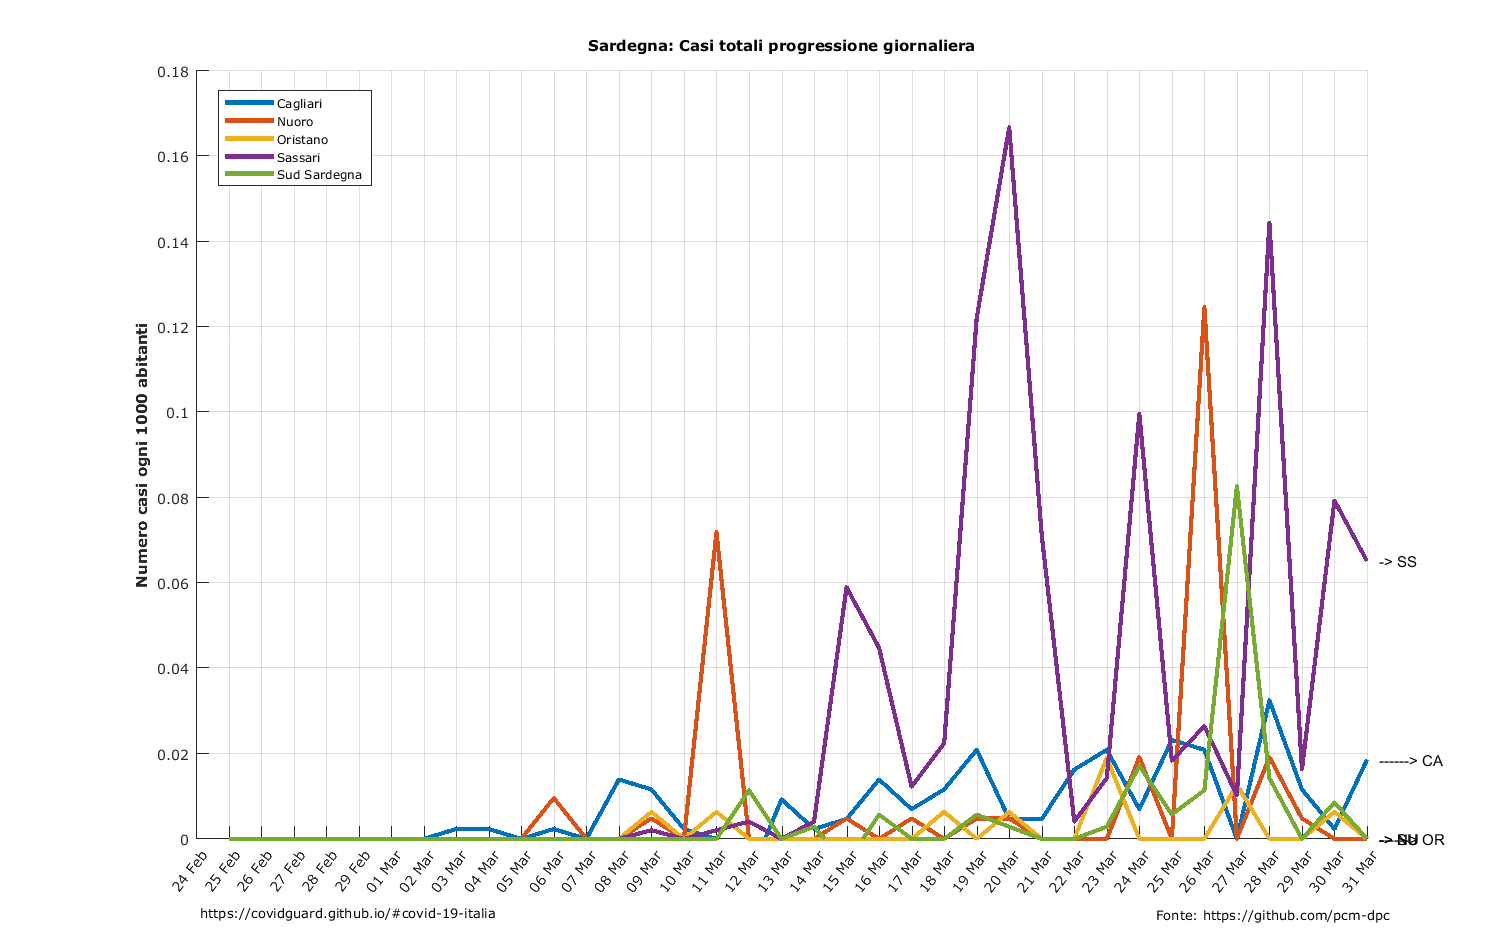 Sardegna: Casi totali progressione giornaliera
Numero casi ogni 1000 abitanti
0.18
0.16
0.14
0.12
0.1
0.08
0.06
0.04
0.02
0
Cagliari
Nuoro
Oristano
Sassari
Sud Sardegna
-> SS
------> CA
OR
24 Feb
25 Feb
26 Feb
27 Feb
28 Feb
29 Feb
01 Mar
02 Mar
03 Mar
04 Mar
05 Mar
06 Mar
07 Mar
08 Mar
09 Mar
10 Mar
11 Mar
12 Mar
13 Mar
14 Mar
15 Mar
16 Mar
17 Mar
18 Mar
19 Mar
20 Mar
21 Mar
22 Mar
23 Mar
24 Mar
25 Mar
26 Mar
27 Mar
28 Mar
29 Mar
30 Mar
31 Mar
https://covidguard.github.io/#covid-19-italia
Fonte: https://github.com/pcm-dpc